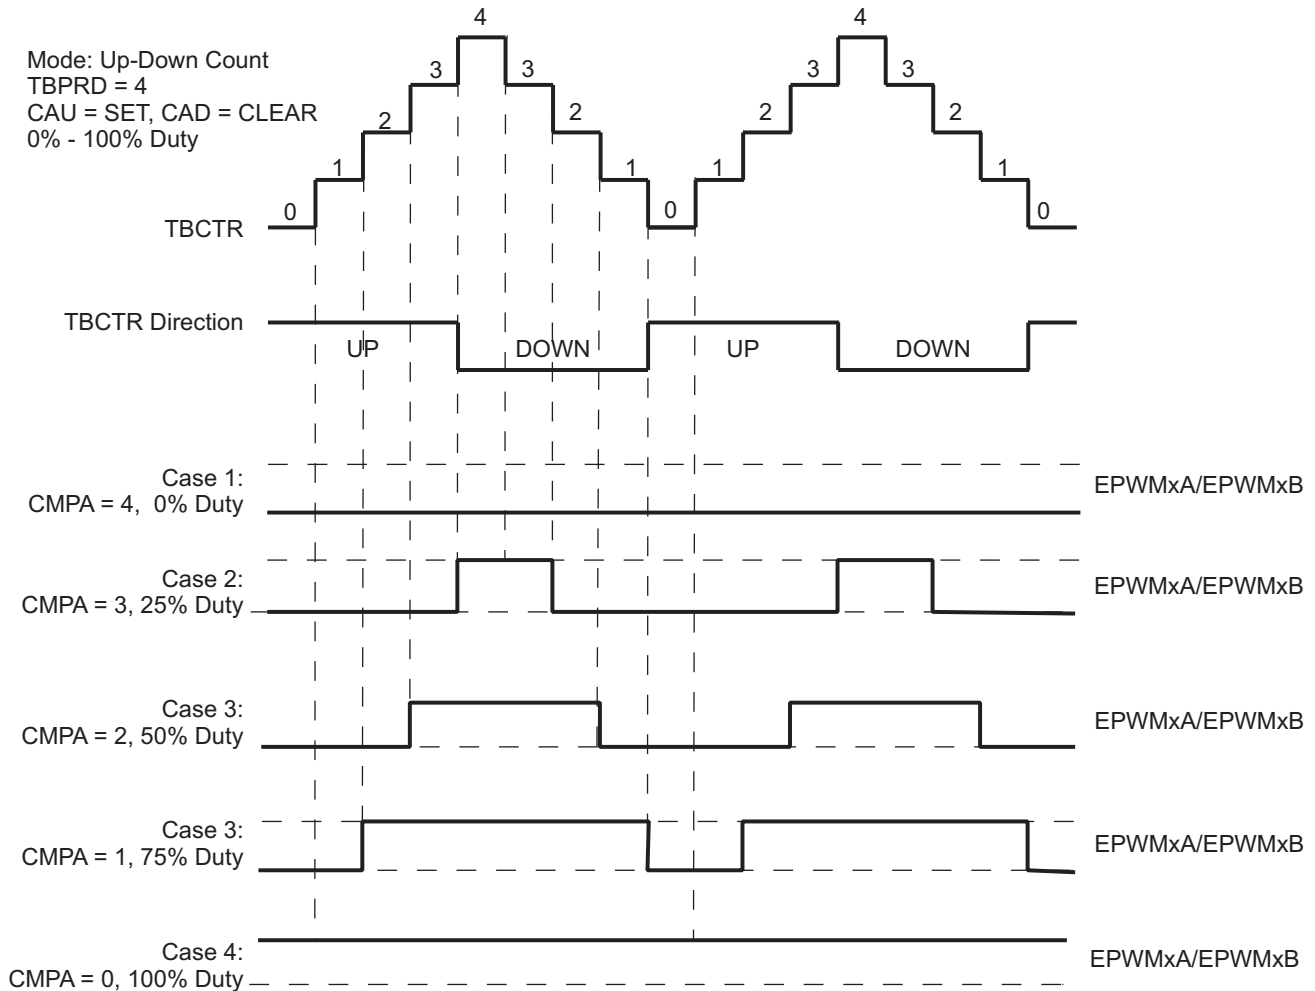 Mode: Up-Down Count
TBPRD = 4
CAU = SET, CAD = CLEAR
0% - 100% Duty
4
4
3
3
3
3
2
2
2
2
1
1
1
1
0
0
0
TBCTR
TBCTR Direction
UP
DOWN
UP
DOWN
Case 1:
CMPA = 4, 0% Duty
EPWMxA/EPWMxB
Case 2:
CMPA = 3, 25% Duty
EPWMxA/EPWMxB
Case 3:
CMPA = 2, 50% Duty
EPWMxA/EPWMxB
Case 3:
CMPA = 1, 75% Duty
EPWMxA/EPWMxB
Case 4:
CMPA = 0, 100% Duty
EPWMxA/EPWMxB